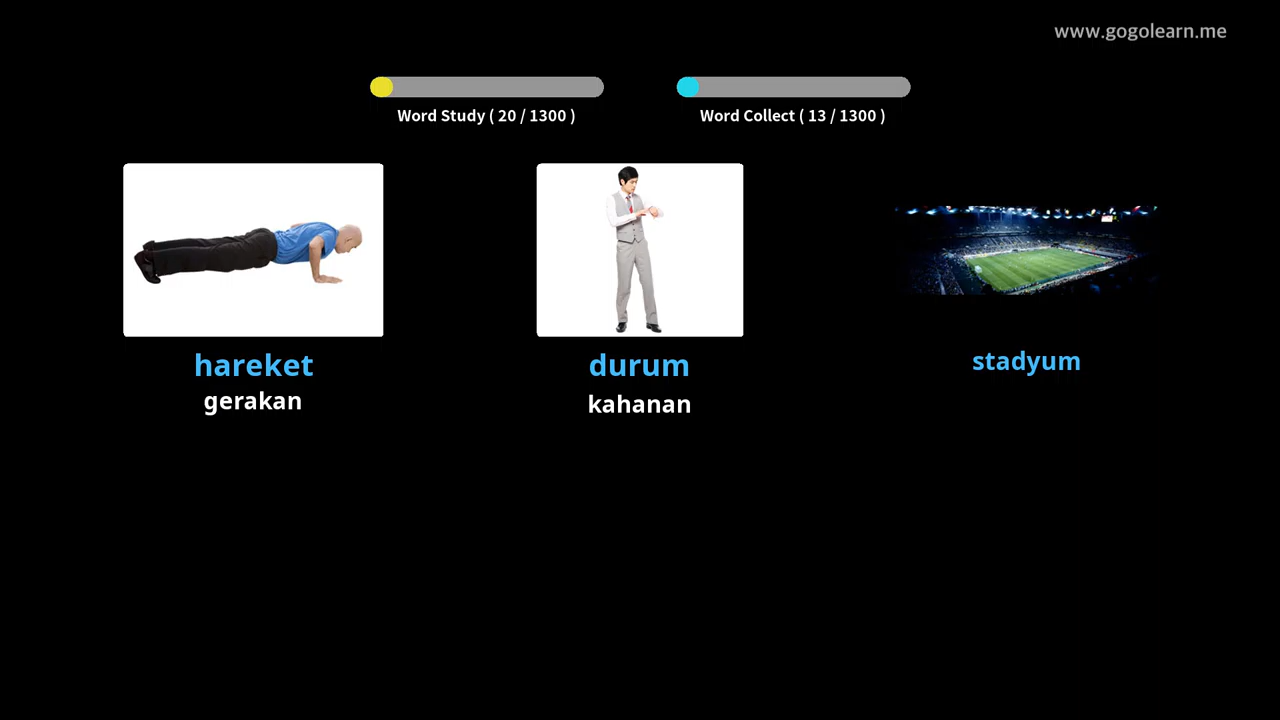 www.gogolearn.me
Word Study ( 20 / 1300 )
Word Collect ( 13 / 1300 )
hareket
gerakan
durum
kahanan
stadyum